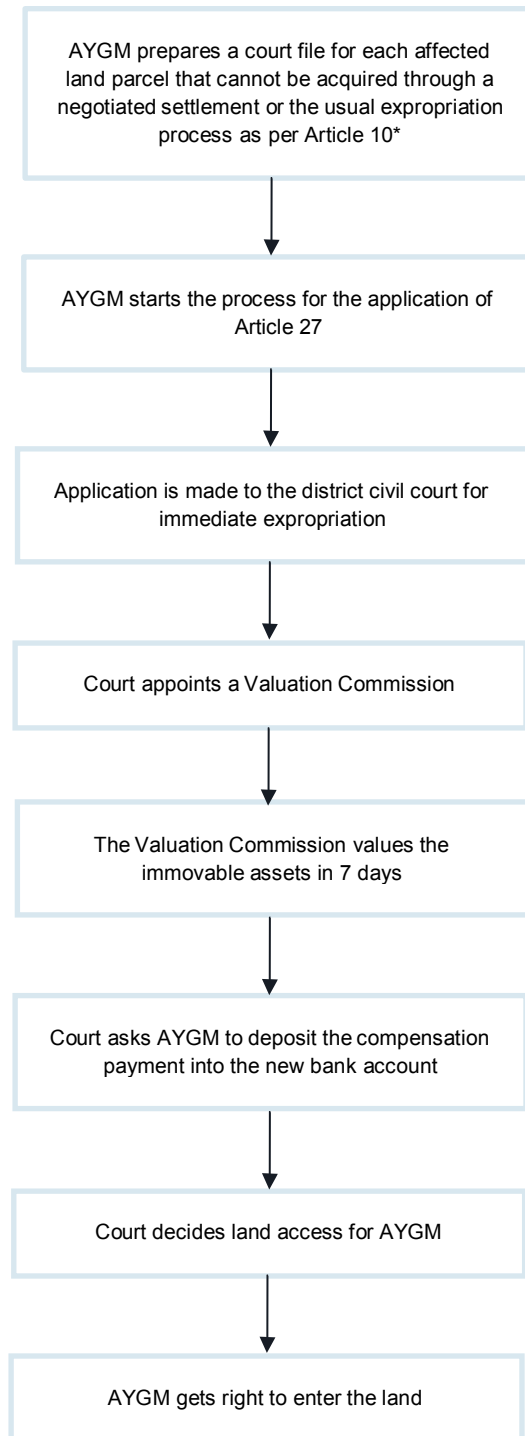 AYGM prepares a court file for each affected
land parcel that cannot be acquired through a
negotiated settlement or the usual expropriation
process as per Article 10*
AYGM starts the process for the application of
Article 27
Application is made to the district civil court for
immediate expropriation
Court appoints a Valuation Commission
The Valuation Commission values the
immovable assets in 7 days
Court asks AYGM to deposit the compensation
payment into the new bank account
Court decides land access for AYGM
AYGM gets right to enter the land